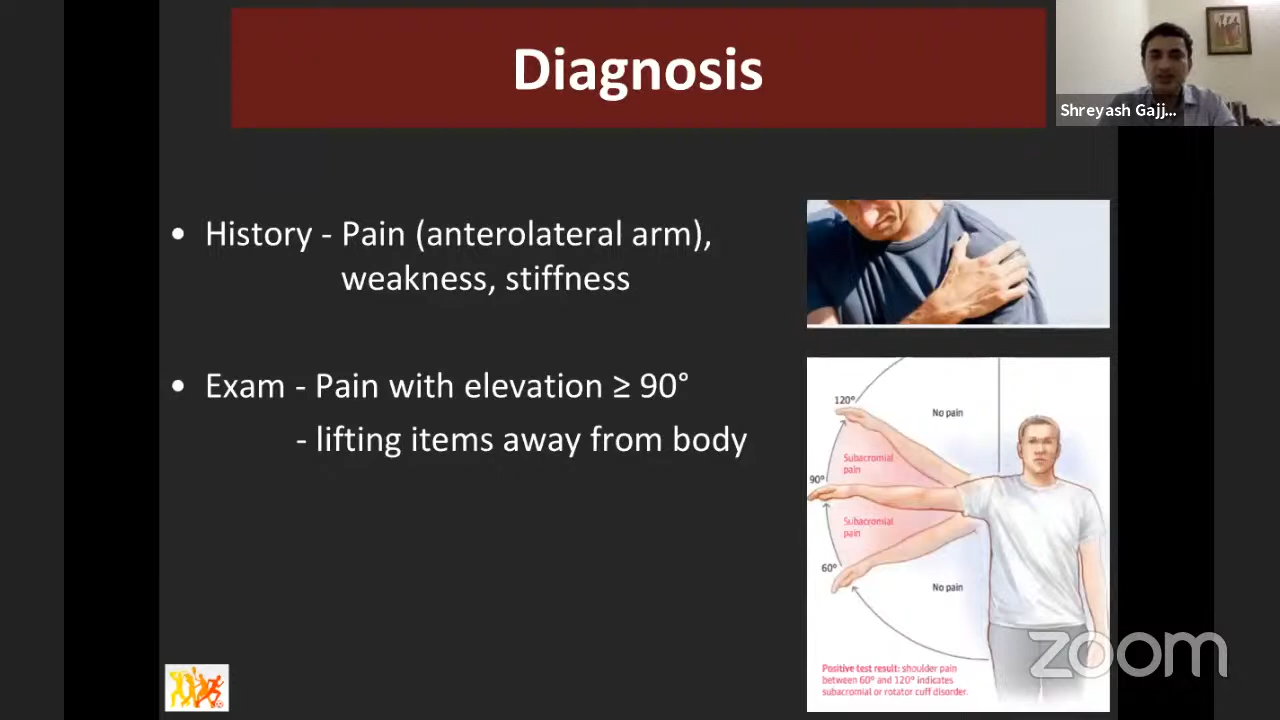 Diagnosis
Shreyash Gajj...
• History - Pain (anterolateral arm),
weakness, stiffness
• Exam - Pain with elevation ≥ 90°
- lifting items away from body
120°
No pain
Subacromial
pain
90°
Subacromial
pain
60°
No pain
Positive test result: shoulder pain
between 60° and 120° indicates
subacromial or rotator cuff disorder.
zoom